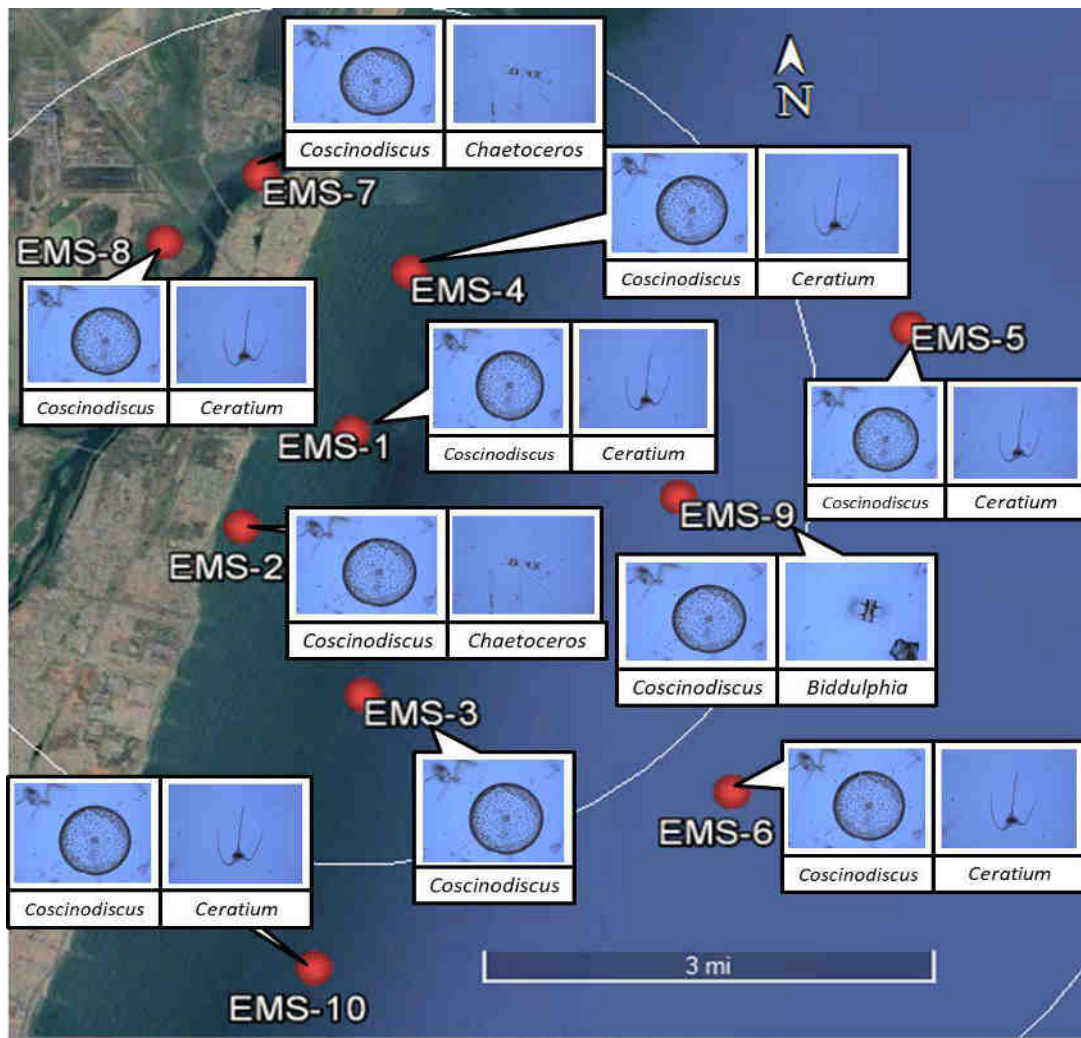 N
Coscinodiscus Chaetoceros
EMS-7
EMS-8
Coscinodiscus Ceratium
EMS-4
EMS-5
Coscinodiscus Ceratium
Coscinodiscus Ceratium
EMS-1
Coscinodiscus Ceratium
EMS-9
EMS-2
Coscinodiscus Chaetoceros
Coscinodiscus Biddulphia
EMS-3
EMS-6
Coscinodiscus
Coscinodiscus Ceratium
Coscinodiscus Ceratium
3 mi
EMS-10